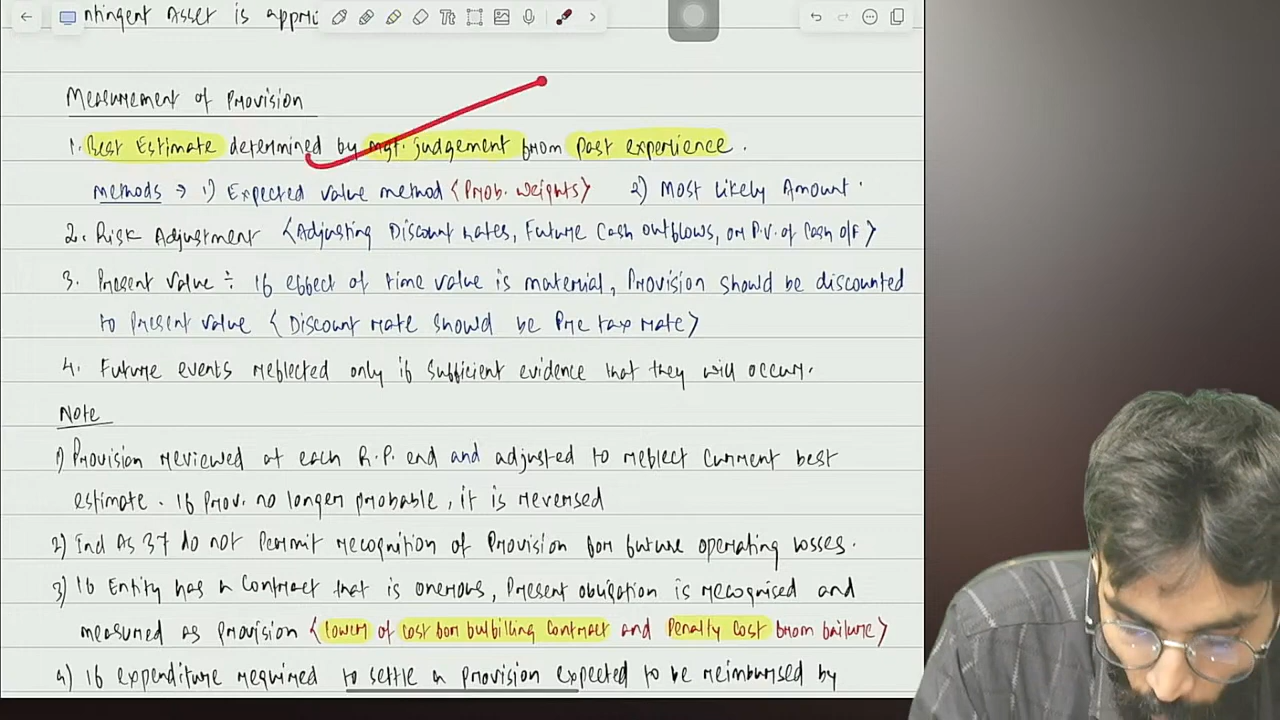 ntingent Asset is appr
Measurement of Provision
1. Best Estimate determined by mgt. judgement from past experience.
methods → 1) Expected value method <Prob. weights> 2) Most likely Amount.
2. Risk Adjustment <Adjusting Discount rates, Future Cash outflows, or P.V. of Cash o/f>
3. Present value ÷ If effect of time value is material, Provision should be discounted
to Present value <Discount rate should be Pre tax rate>
4. Future events reflected only if sufficient evidence that they will occur.
Note
1) Provision reviewed at each R.P. end and adjusted to reflect current best
estimate. If Prov. no longer probable, it is reversed
2) Ind As 37 do not Permit recognition of Provision for future operating losses.
3) If Entity has a Contract that is onerous, Present obligation is recognised and
measured as Provision <lower of cost for fulfilling contract and Penalty cost from failure>
4) If expenditure required to settle a provision expected to be reimbursed by